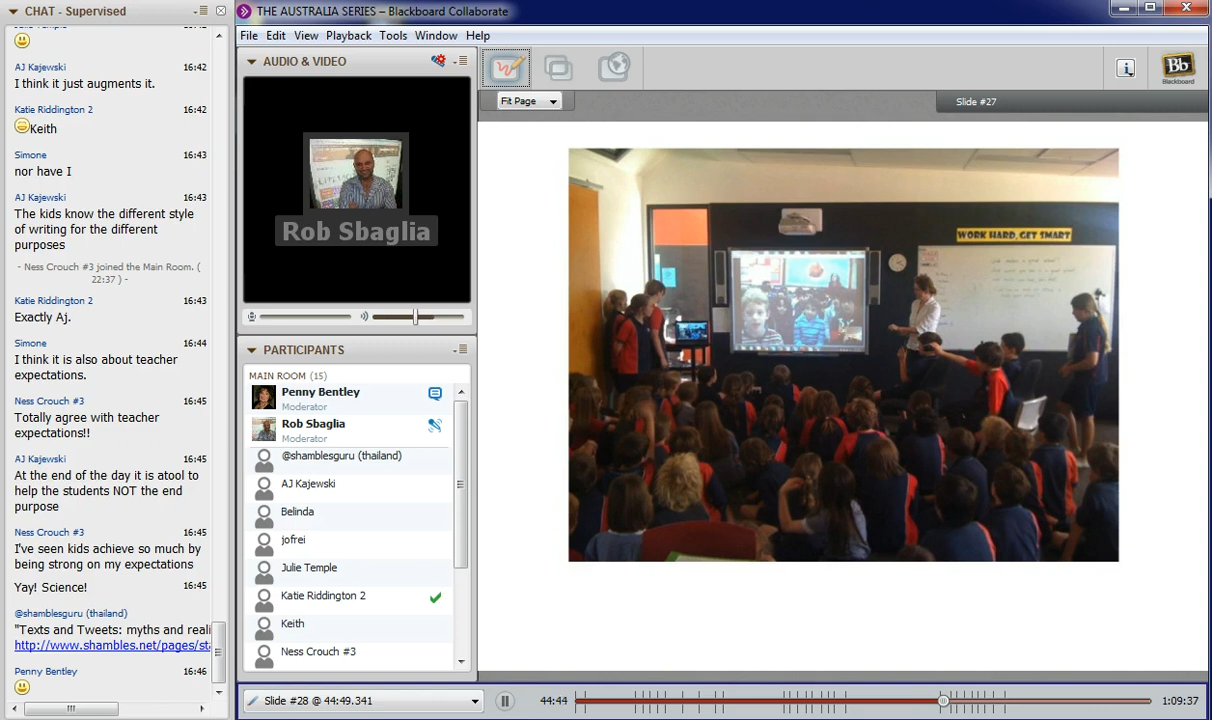 CHAT - Supervised
AJ Kajewski 16:42
I think it just augments it.
Katie Riddington 2 16:42
Keith
Simone 16:43
nor have I
AJ Kajewski 16:43
The kids know the different style
of writing for the different
purposes
- Ness Crouch #3 joined the Main Room. (
22:37 ) -
Katie Riddington 2 16:43
Exactly Aj.
Simone 16:44
I think it is also about teacher
expectations.
Ness Crouch #3 16:45
Totally agree with teacher
expectations!!
AJ Kajewski 16:45
At the end of the day it is atool to
help the students NOT the end
purpose
Ness Crouch #3 16:45
I've seen kids achieve so much by
being strong on my expectations
Yay! Science! 16:45
@shamblesguru (thailand)
"Texts and Tweets: myths and reali
http://www.shambles.net/pages/sta
Penny Bentley 16:46
THE AUSTRALIA SERIES – Blackboard Collaborate
File Edit View Playback Tools Window Help
AUDIO & VIDEO
Rob Sbaglia
PARTICIPANTS
MAIN ROOM (15)
Penny Bentley
Moderator
Rob Sbaglia
Moderator
@shamblesguru (thailand)
AJ Kajewski
Belinda
jofrei
Julie Temple
Katie Riddington 2
Keith
Ness Crouch #3
Bb
Blackboard
Fit Page
Slide #27
WORK HARD, GET SMART
Slide #28 @ 44:49.341
44:44
1:09:37